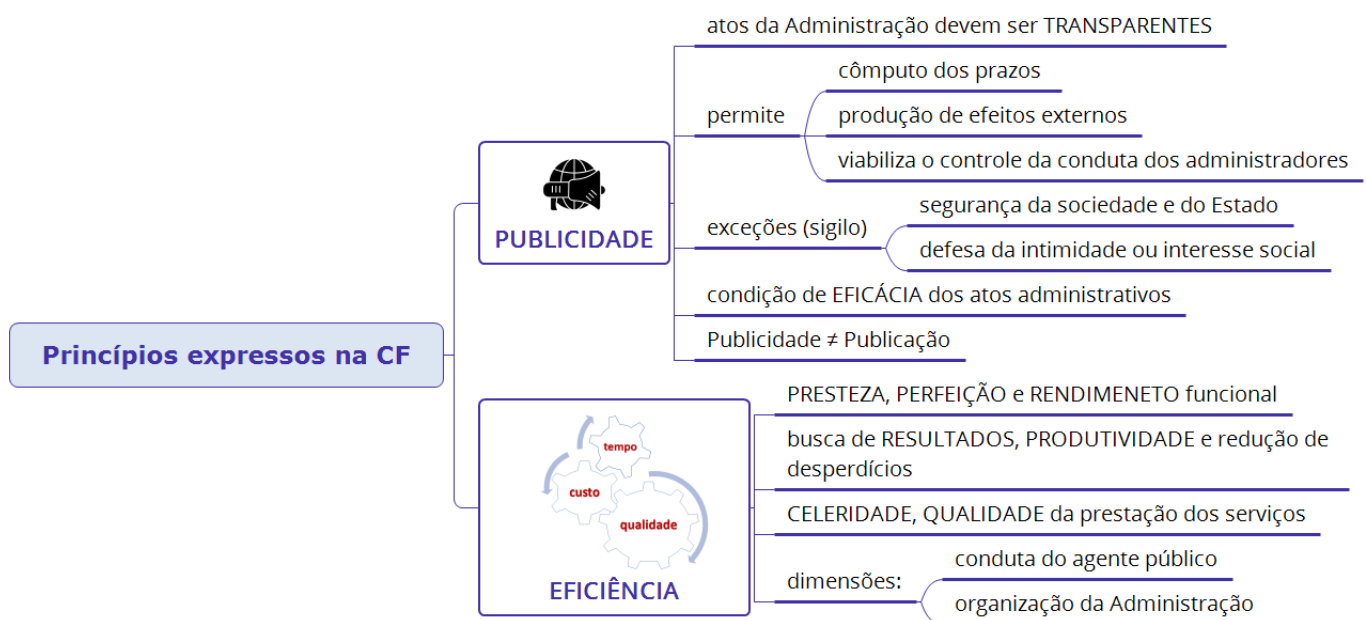 Princípios expressos na CF
PUBLICIDADE
atos da Administração devem ser TRANSPARENTES
permite
cômputo dos prazos
produção de efeitos externos
viabiliza o controle da conduta dos administradores
exceções (sigilo)
segurança da sociedade e do Estado
defesa da intimidade ou interesse social
condição de EFICÁCIA dos atos administrativos
Publicidade ≠ Publicação
tempo
custo
qualidade
EFICIÊNCIA
PRESTEZA, PERFEIÇÃO e RENDIMENETO funcional
busca de RESULTADOS, PRODUTIVIDADE e redução de
desperdícios
CELERIDADE, QUALIDADE da prestação dos serviços
dimensões:
conduta do agente público
organização da Administração